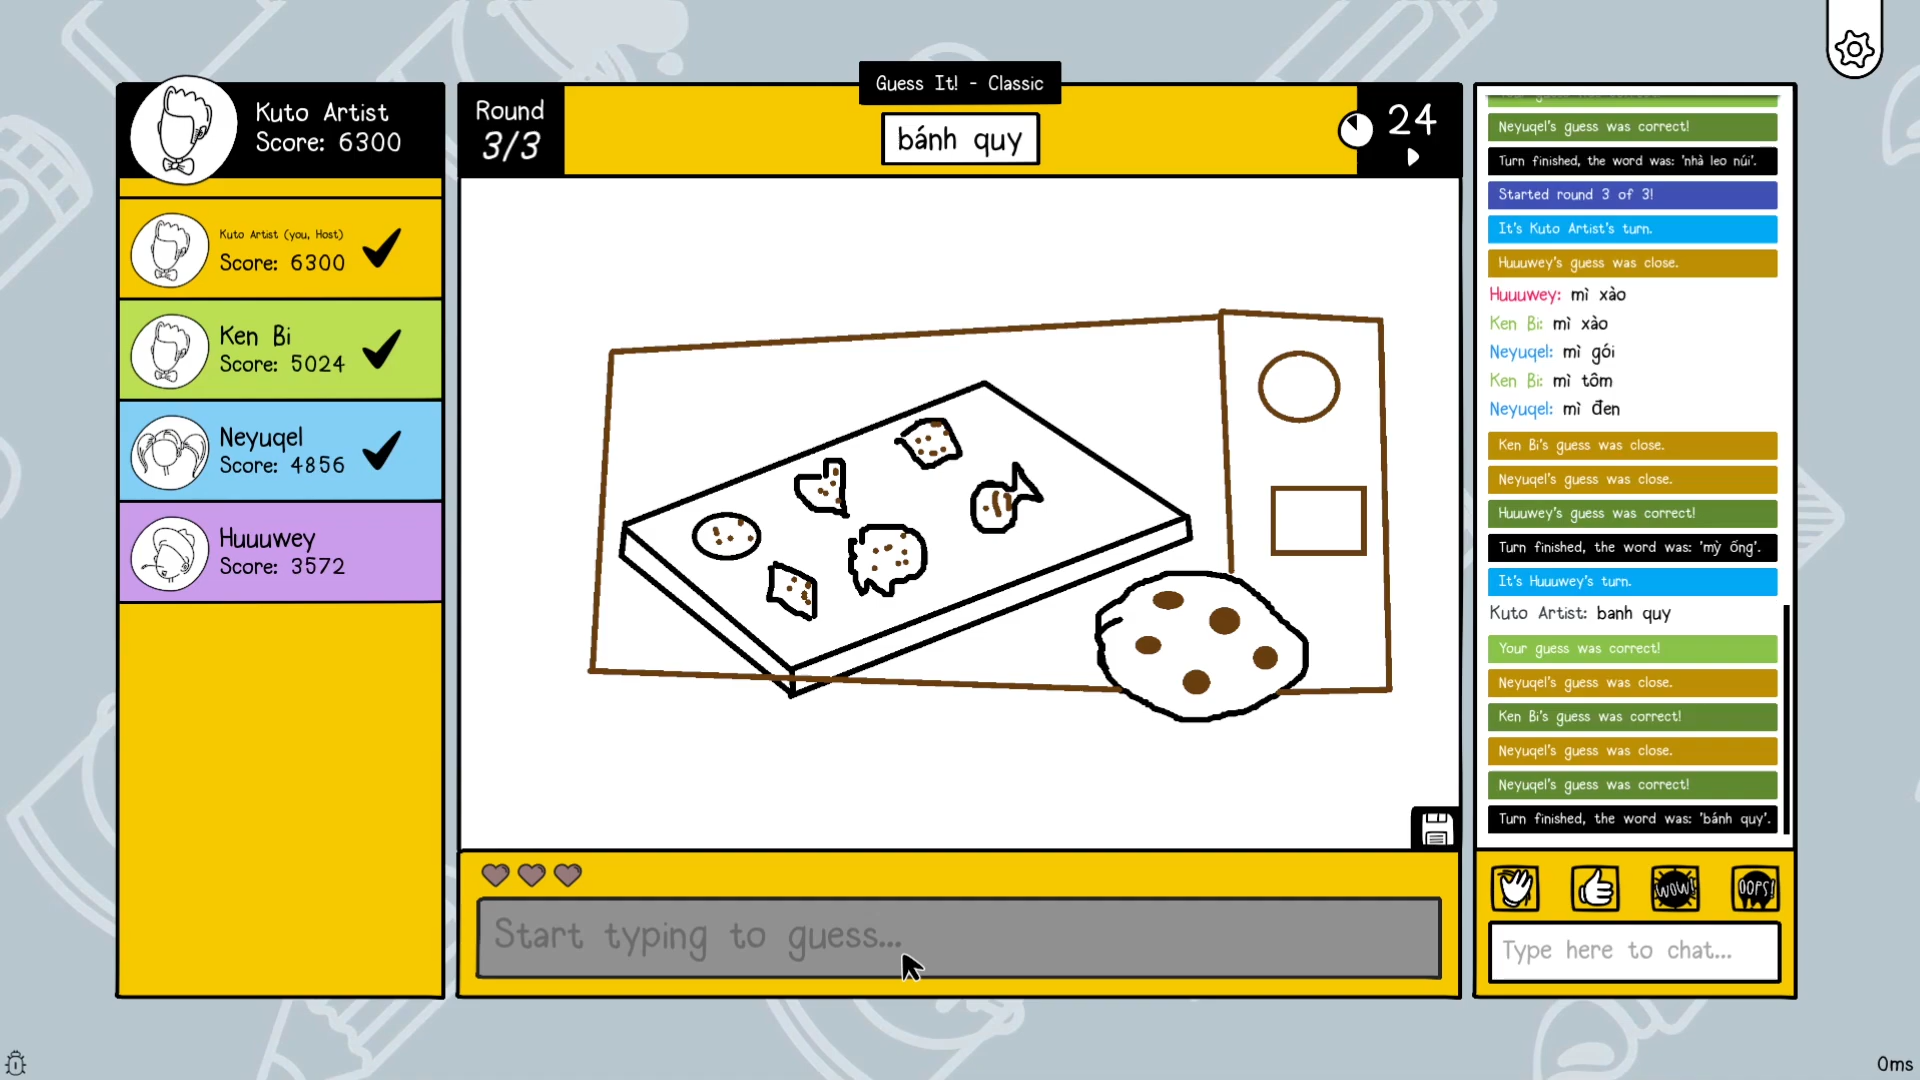 Guess It! - Classic
Kuto Artist
Score: 6300
Round
3/3
bánh quy
24
Kuto Artist (you, Host)
Score: 6300
Ken Bi
Score: 5024
Neyuqel
Score: 4856
Huuuwey
Score: 3572
Neyuqel's guess was correct!
Turn finished, the word was: 'nhà leo núi'.
Started round 3 of 3!
It's Kuto Artist's turn.
Huuuwey's guess was close.
Huuuwey: mì xào
Ken Bi: mì xào
Neyuqel: mì gói
Ken Bi: mì tôm
Neyuqel: mì đen
Ken Bi's guess was close.
Neyuqel's guess was close.
Huuuwey's guess was correct!
Turn finished, the word was: 'mỳ ống'.
It's Huuuwey's turn.
Kuto Artist: banh quy
Your guess was correct!
Neyuqel's guess was close.
Ken Bi's guess was correct!
Neyuqel's guess was close.
Neyuqel's guess was correct!
Turn finished, the word was: 'bánh quy'.
WOW!
OOPS!
Start typing to guess...
Type here to chat...
0ms